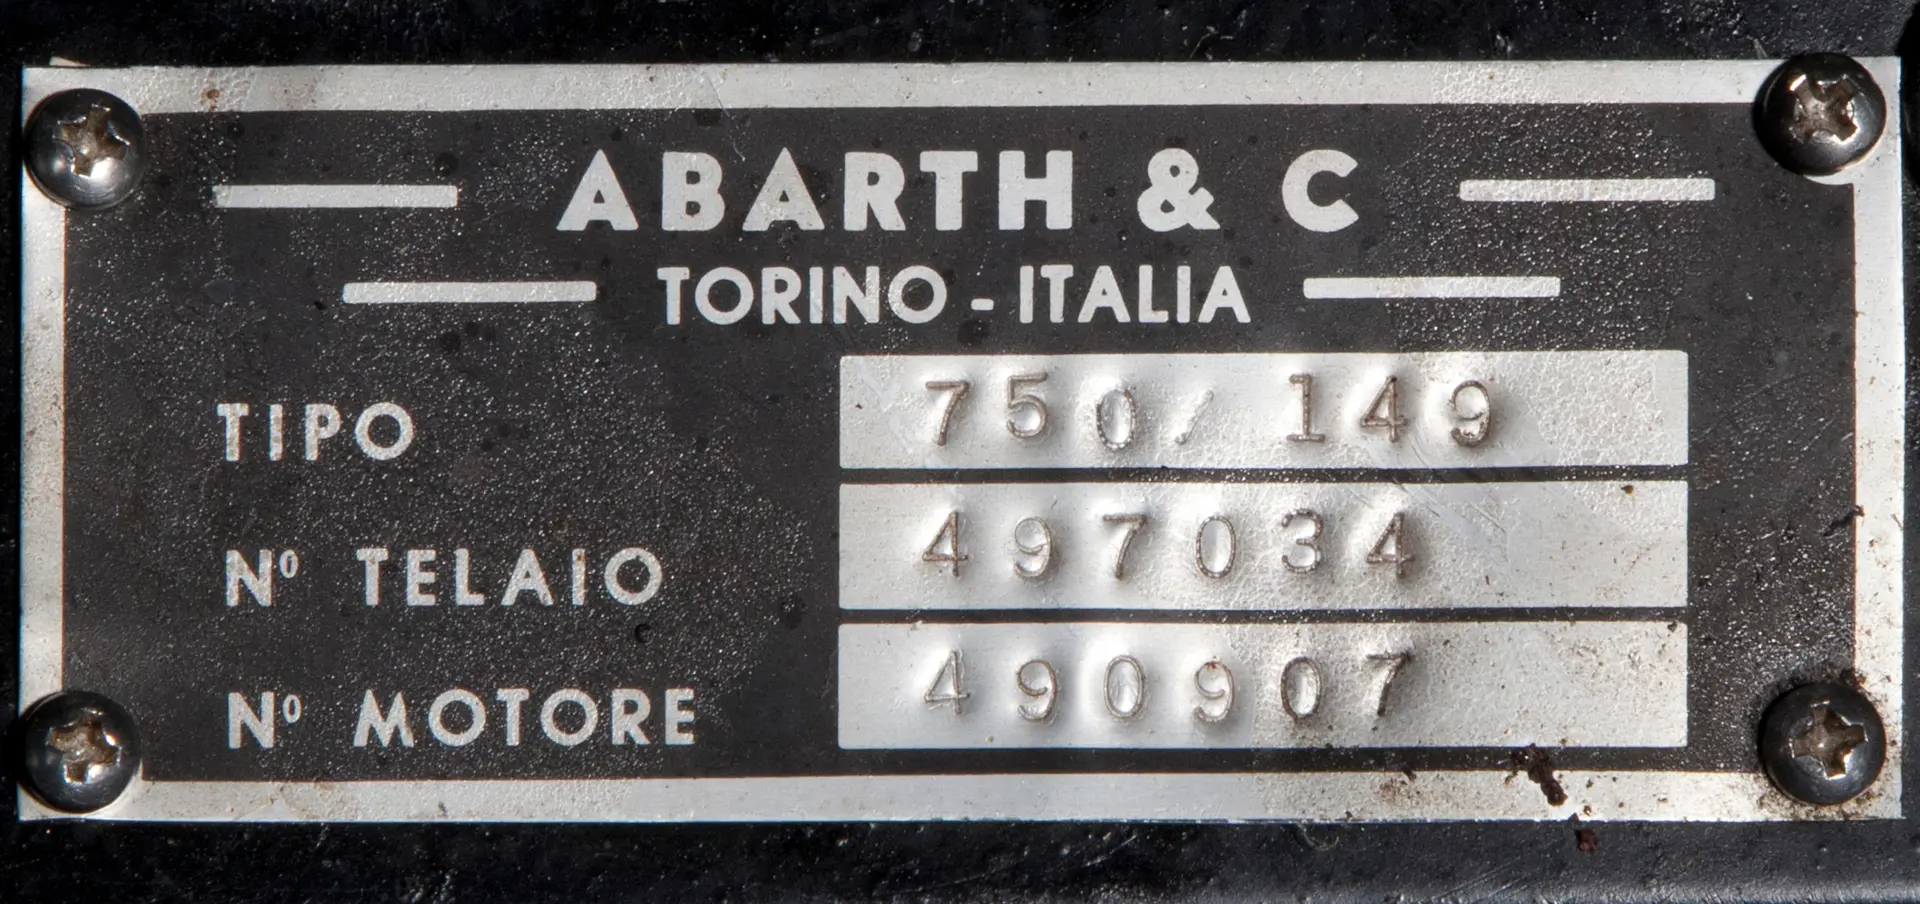 ABARTH & C
TORINO - ITALIA
TIPO 750/ 149
Nº TELAIO 497034
Nº MOTORE 490907